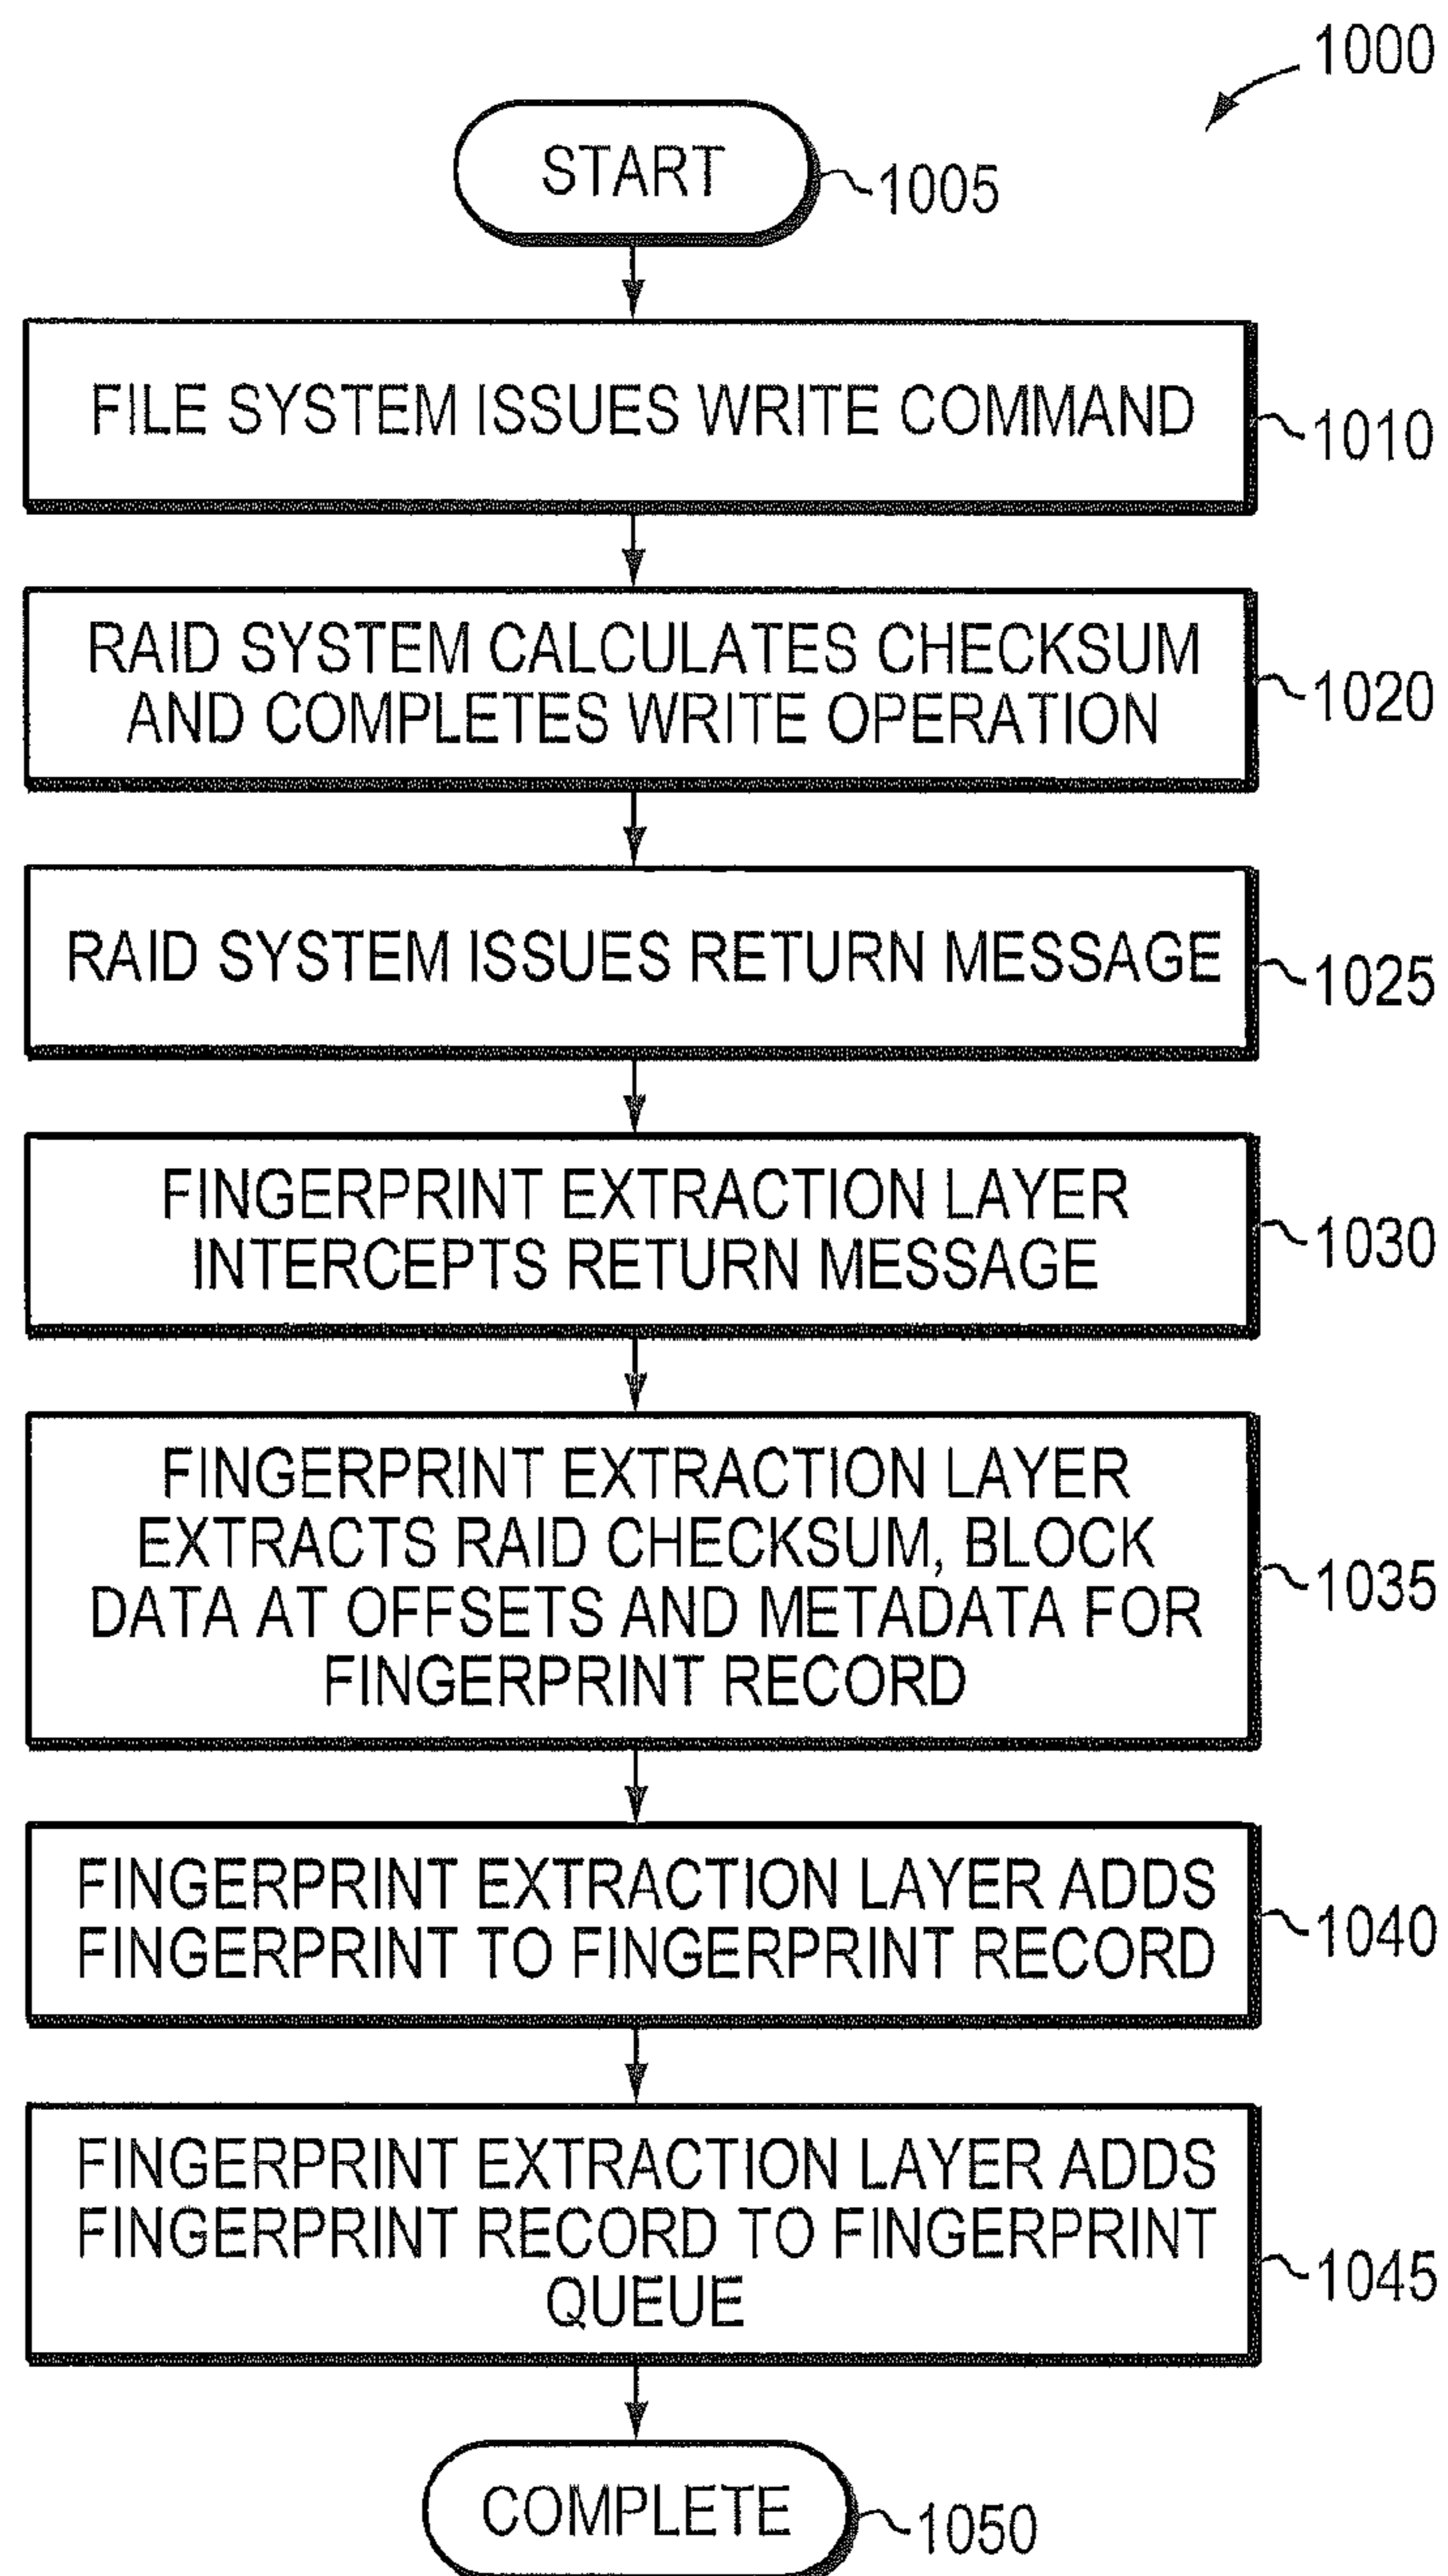 1000
START
1005
FILE SYSTEM ISSUES WRITE COMMAND
1010
RAID SYSTEM CALCULATES CHECKSUM
AND COMPLETES WRITE OPERATION
1020
RAID SYSTEM ISSUES RETURN MESSAGE
1025
FINGERPRINT EXTRACTION LAYER
INTERCEPTS RETURN MESSAGE
1030
FINGERPRINT EXTRACTION LAYER
EXTRACTS RAID CHECKSUM, BLOCK
DATA AT OFFSETS AND METADATA FOR
FINGERPRINT RECORD
1035
FINGERPRINT EXTRACTION LAYER ADDS
FINGERPRINT TO FINGERPRINT RECORD
1040
FINGERPRINT EXTRACTION LAYER ADDS
FINGERPRINT RECORD TO FINGERPRINT
QUEUE
1045
COMPLETE
1050